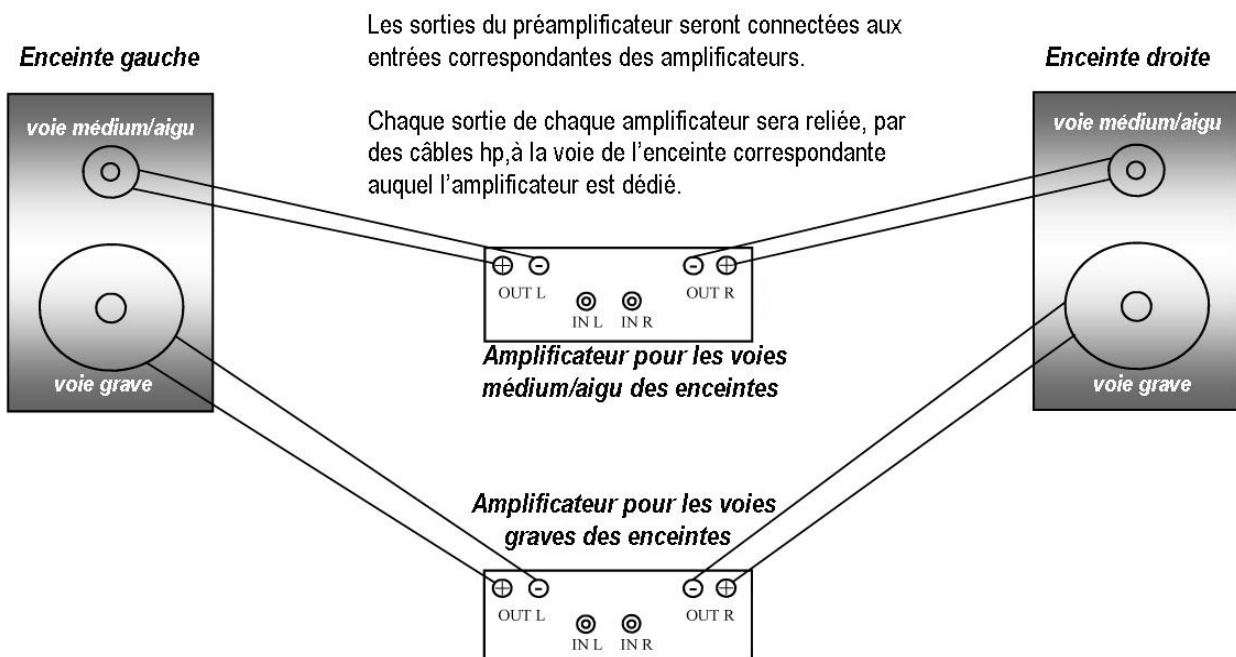 Les sorties du préamplificateur seront connectées aux
entrées correspondantes des amplificateurs.
Enceinte gauche
Enceinte droite
Chaque sortie de chaque amplificateur sera reliée, par
des câbles hp,à la voie de l'enceinte correspondante
auquel l'amplificateur est dédié.
voie médium/aigu
voie médium/aigu
+ - - +
OUT L OUT R
IN L IN R
Amplificateur pour les voies
médium/aigu des enceintes
voie grave
voie grave
Amplificateur pour les voies
graves des enceintes
+ - - +
OUT L OUT R
IN L IN R